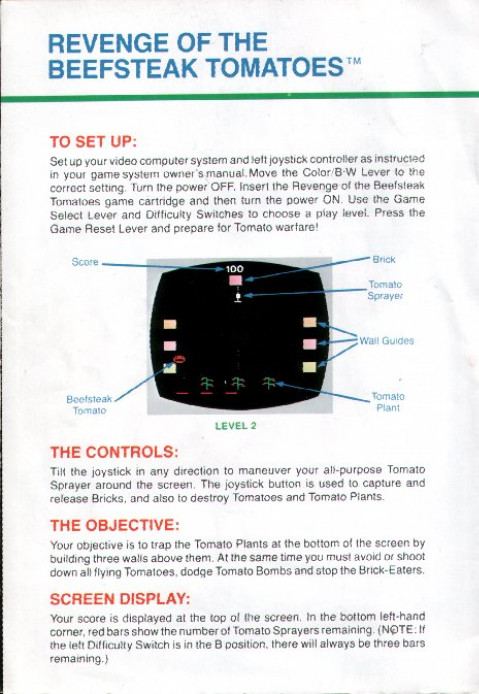 REVENGE OF THE
BEEFSTEAK TOMATOES™
TO SET UP:
Set up your video computer system and left joystick controller as instructed
in your game system owner's manual. Move the Color/B·W Lever to the
correct setting. Turn the power OFF. Insert the Revenge of the Beefsteak
Tomatoes game cartridge and then turn the power ON. Use the Game
Select Lever and Difficulty Switches to choose a play level. Press the
Game Reset Lever and prepare for Tomato warfare!
Score
100
Brick
Tomato
Sprayer
Wall Guides
Beefsteak
Tomato
Tomato
Plant
LEVEL 2
THE CONTROLS:
Tilt the joystick in any direction to maneuver your all-purpose Tomato
Sprayer around the screen. The joystick button is used to capture and
release Bricks, and also to destroy Tomatoes and Tomato Plants.
THE OBJECTIVE:
Your objective is to trap the Tomato Plants at the bottom of the screen by
building three walls above them. At the same time you must avoid or shoot
down all flying Tomatoes, dodge Tomato Bombs and stop the Brick-Eaters.
SCREEN DISPLAY:
Your score is displayed at the top of the screen. In the bottom left-hand
corner, red bars show the number of Tomato Sprayers remaining. (NOTE: If
the left Difficulty Switch is in the B position, there will always be three bars
remaining.)